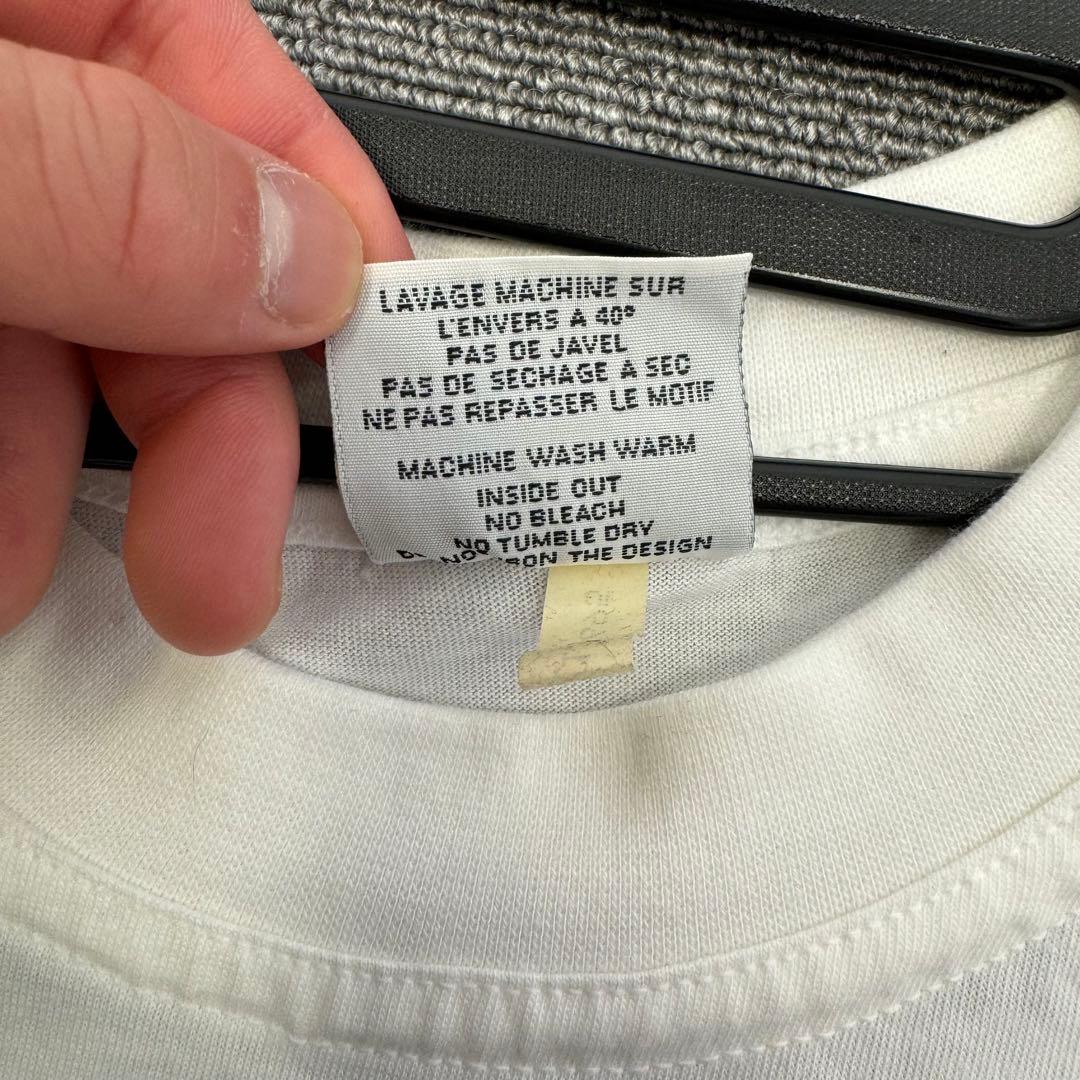 LAVAGE MACHINE SUR
L'ENVERS A 40°
PAS DE JAVEL
PAS DE SECHAGE A SEC
NE PAS REPASSER LE MOTIF
MACHINE WASH WARM
INSIDE OUT
NO BLEACH
NO TUMBLE DRY
THE DESIGN